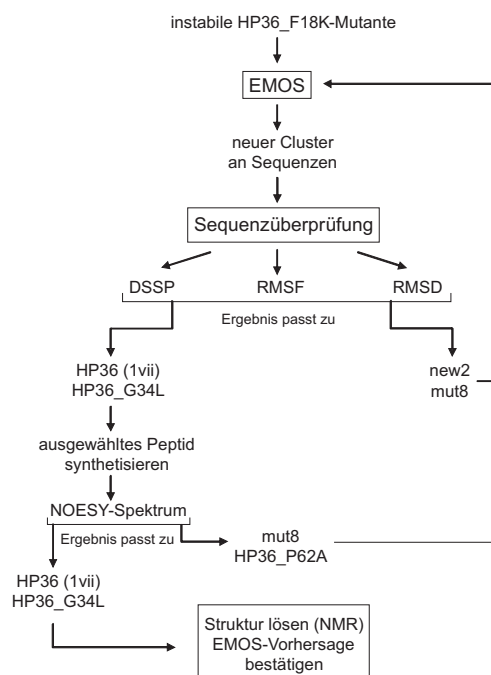 instabile HP36_F18K-Mutante
EMOS
neuer Cluster
an Sequenzen
Sequenzüberprüfung
DSSP RMSF RMSD
Ergebnis passt zu
HP36 (1vii)
HP36_G34L
new2
mut8
ausgewähltes Peptid
synthetisieren
NOESY-Spektrum
Ergebnis passt zu
mut8
HP36_P62A
HP36 (1vii)
HP36_G34L
Struktur lösen (NMR)
EMOS-Vorhersage
bestätigen